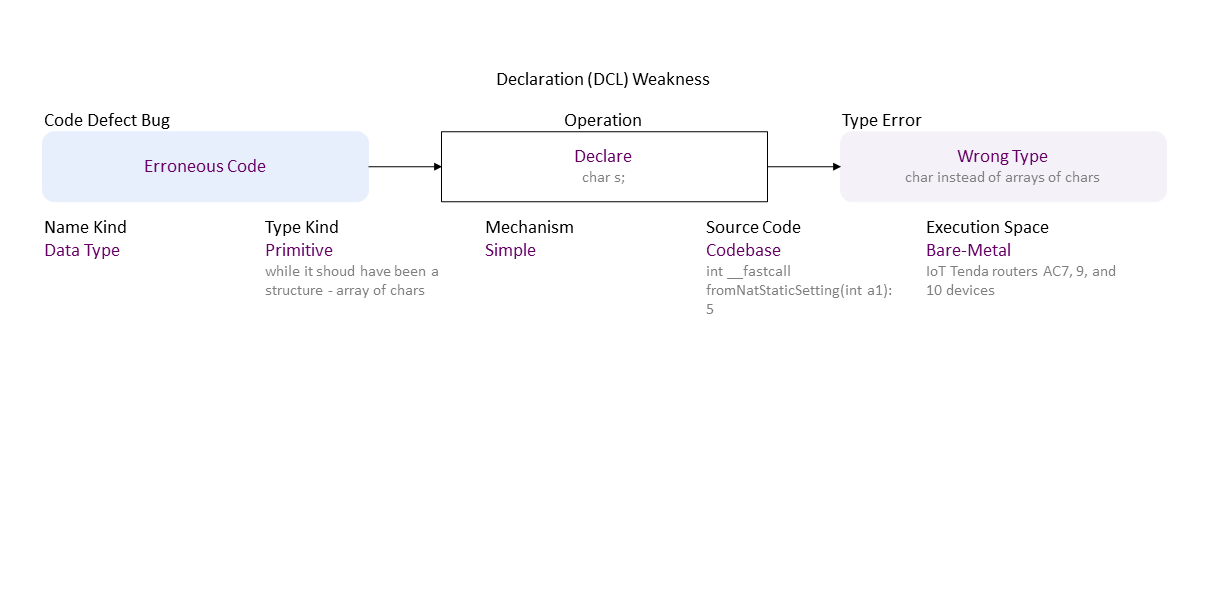 Declaration (DCL) Weakness
Code Defect Bug
Operation
Type Error
Erroneous Code
Declare
char s;
Wrong Type
char instead of arrays of chars
Name Kind
Data Type
Type Kind
Primitive
while it shoud have been a
structure - array of chars
Mechanism
Simple
Source Code
Codebase
int __fastcall
fromNatStaticSetting(int a1):
5
Execution Space
Bare-Metal
IoT Tenda routers AC7, 9, and
10 devices